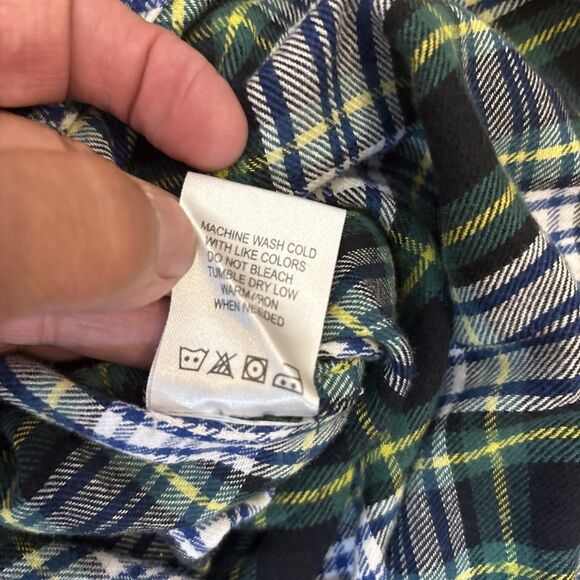 MACHINE WASH COLD
WITH LIKE COLORS
DO NOT BLEACH
TUMBLE DRY LOW
WARM IRON
WHEN NEEDED